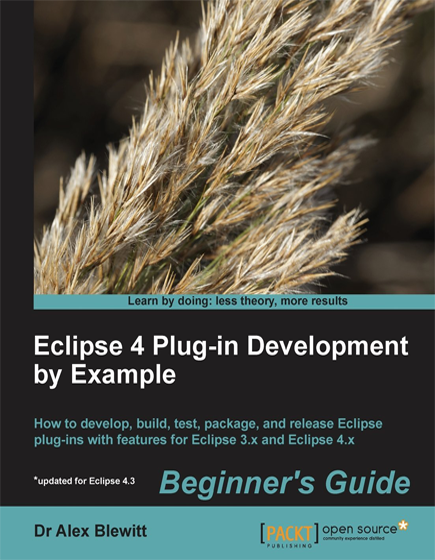 Learn by doing: less theory, more results
Eclipse 4 Plug-in Development
by Example
How to develop, build, test, package, and release Eclipse
plug-ins with features for Eclipse 3.x and Eclipse 4.x
*updated for Eclipse 4.3
Beginner's Guide
Dr Alex Blewitt
[PACKT] open source*
PUBLISHING community experience distilled